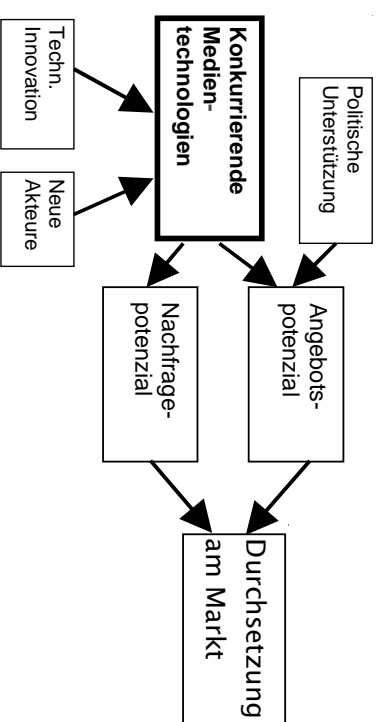 Politische
Unterstützung
Angebots-
potenzial
Konkurrierende
Medien-
technologien
Durchsetzung
am Markt
Nachfrage-
potenzial
Techn.
Innovation
Neue
Akteure